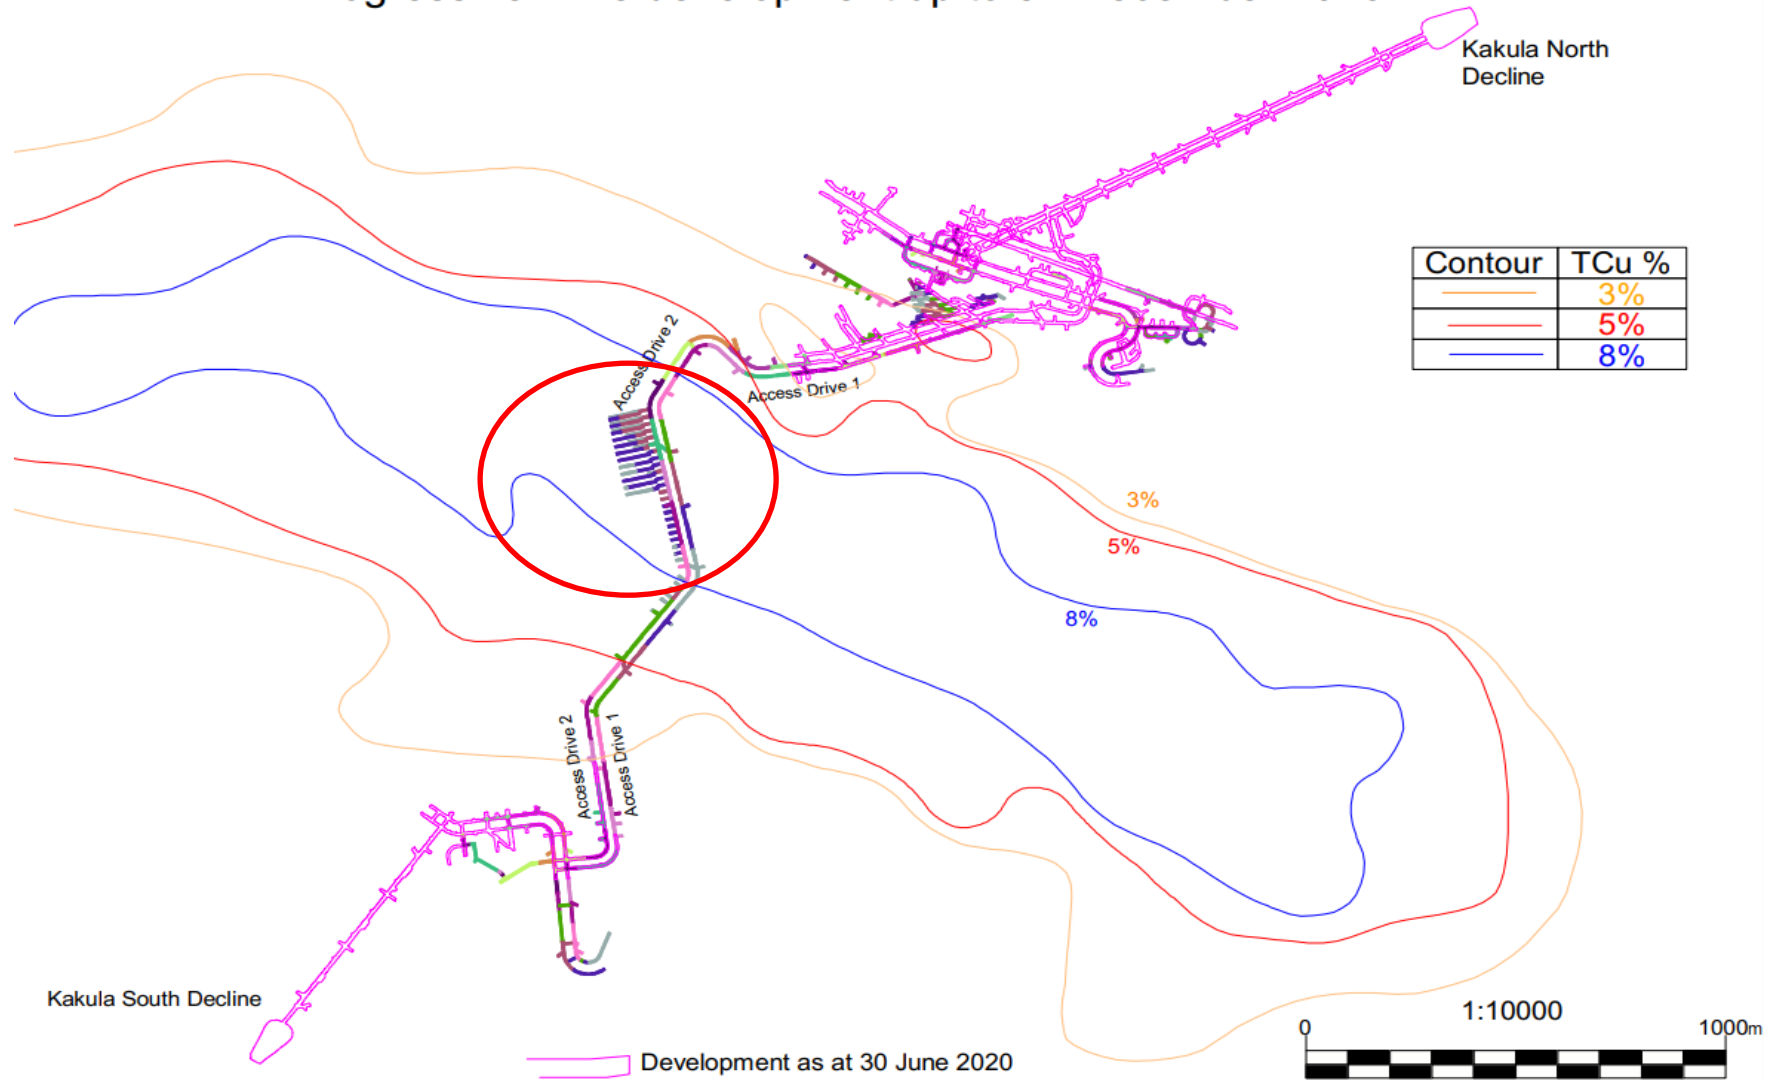 Kakula North
Decline
Contour TCu %
3%
5%
8%
Access Drive 2
Access Drive 1
3%
5%
8%
Access Drive 2
Access Drive 1
Kakula South Decline
1:10000
0 1000m
Development as at 30 June 2020